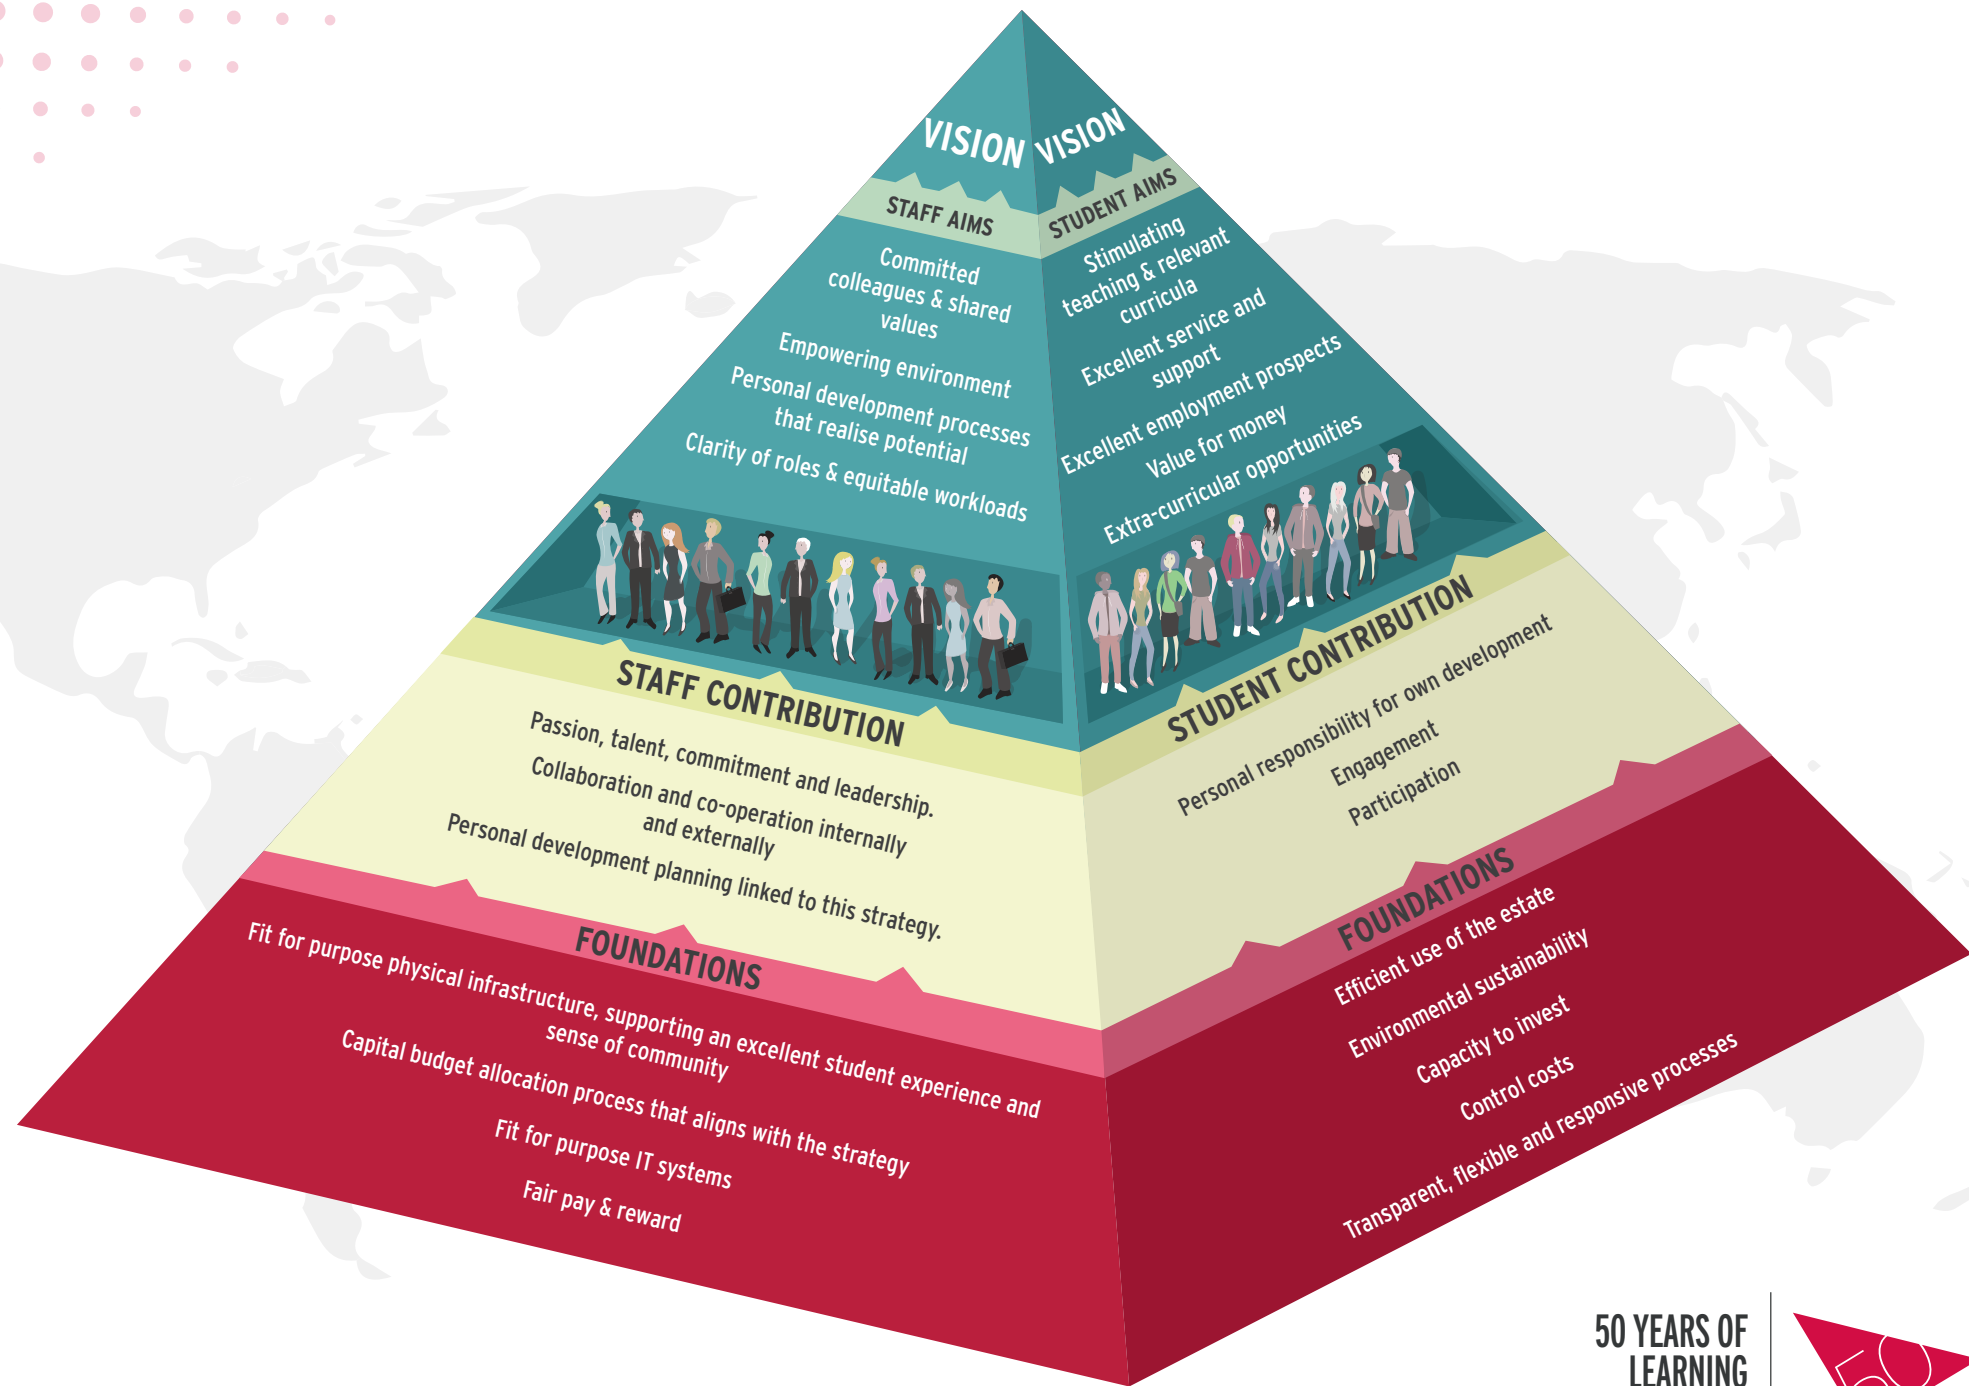 VISION
STAFF AIMS
Committed
colleagues & shared
values
Empowering environment
Personal development processes
that realise potential
Clarity of roles & equitable workloads
STAFF CONTRIBUTION
Passion, talent, commitment and leadership.
Collaboration and co-operation internally
and externally
Personal development planning linked to this strategy.
FOUNDATIONS
Fit for purpose physical infrastructure, supporting an excellent student experience and
sense of community
Capital budget allocation process that aligns with the strategy
Fit for purpose IT systems
Fair pay & reward
VISION
STUDENT AIMS
Stimulating
teaching & relevant
curricula
Excellent service and
support
Excellent employment prospects
Value for money
Extra-curricular opportunities
STUDENT CONTRIBUTION
Personal responsibility for own development
Engagement
Participation
FOUNDATIONS
Efficient use of the estate
Environmental sustainability
Capacity to invest
Control costs
Transparent, flexible and responsive processes
50 YEARS OF
LEARNING
50